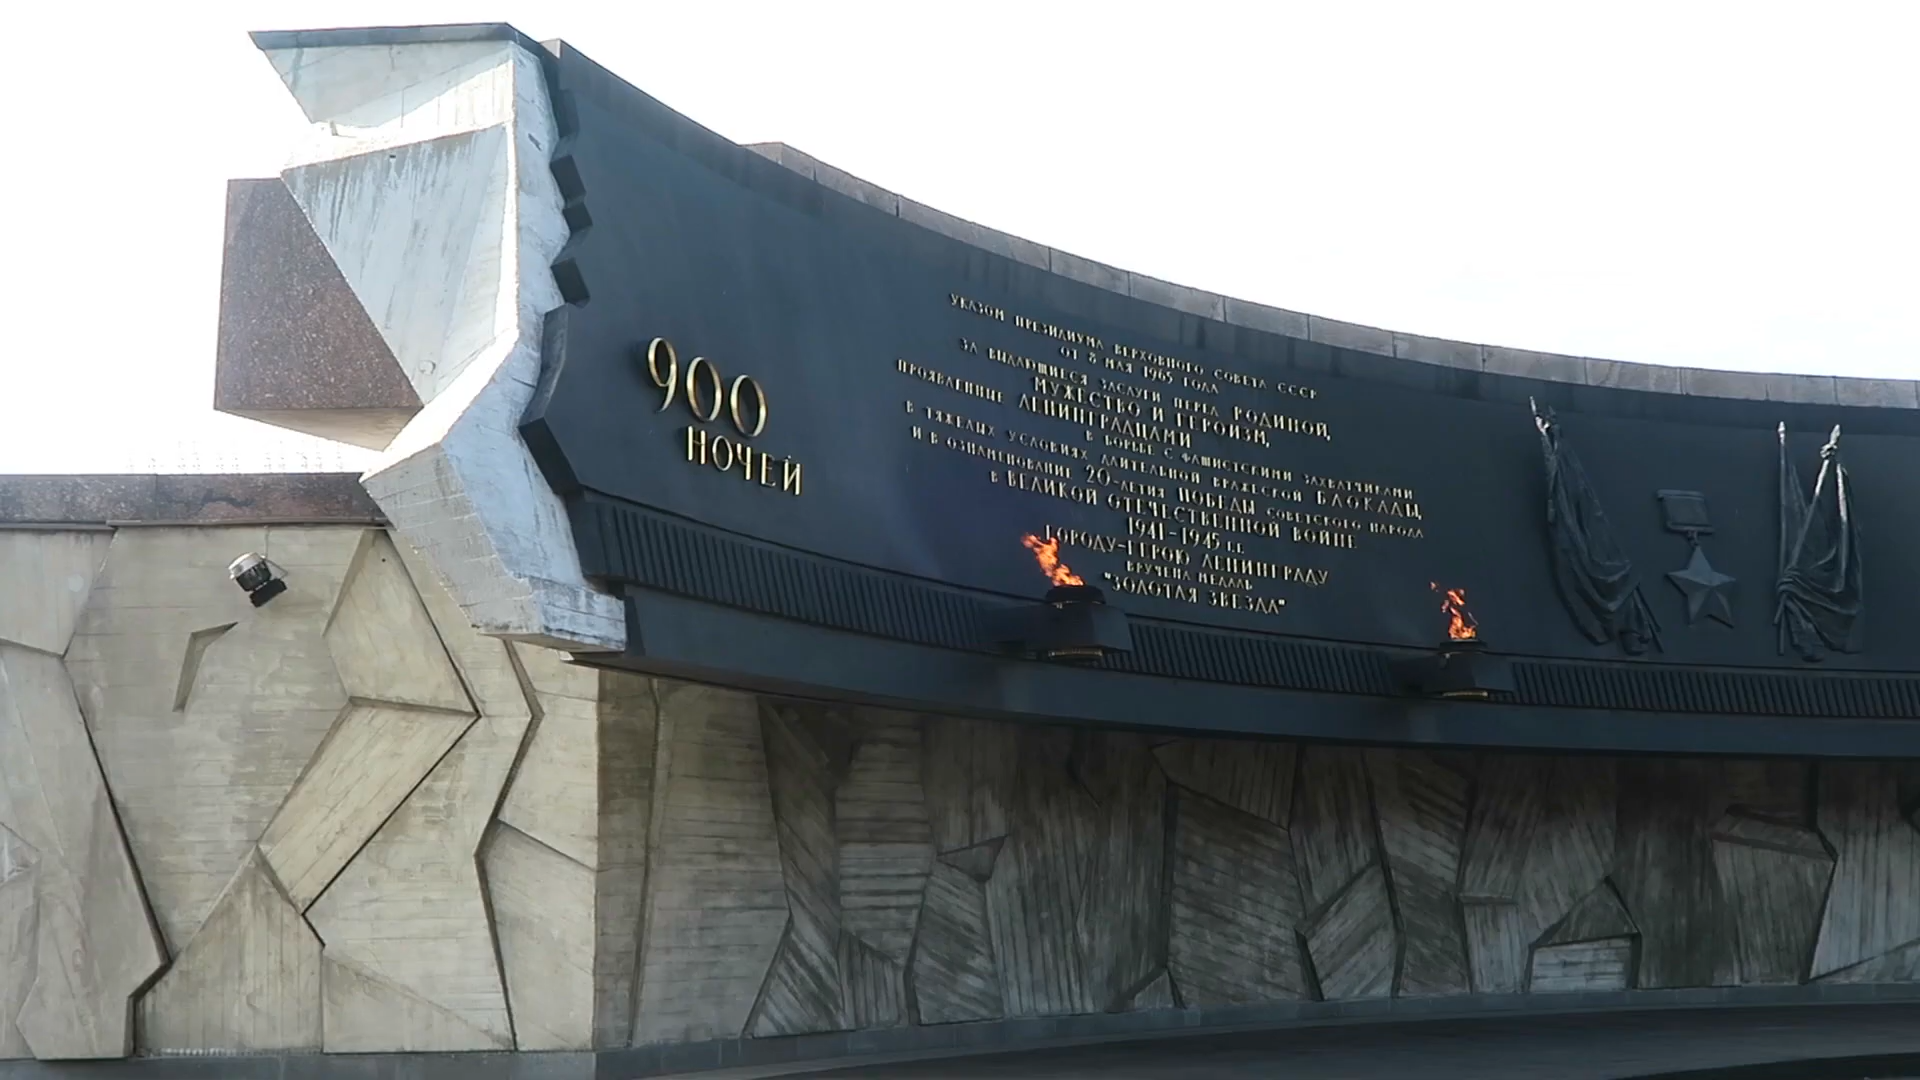 900
НОЧЕЙ
УКАЗОМ ПРЕЗИДИУМА ВЕРХОВНОГО СОВЕТА СССР
ОТ 8 МАЯ 1965 ГОДА
ЗА ВЫДАЮЩИЕСЯ ЗАСЛУГИ ПЕРЕД РОДИНОЙ,
МУЖЕСТВО И ГЕРОИЗМ,
ПРОЯВЛЕННЫЕ ЛЕНИНГРАДЦАМИ
В БОРЬБЕ С ФАШИСТСКИМИ ЗАХВАТЧИКАМИ
В ТЯЖЕЛЫХ УСЛОВИЯХ ДЛИТЕЛЬНОЙ ВРАЖЕСКОЙ БЛОКАДЫ,
И В ОЗНАМЕНОВАНИЕ 20-ЛЕТИЯ ПОБЕДЫ СОВЕТСКОГО НАРОДА
В ВЕЛИКОЙ ОТЕЧЕСТВЕННОЙ ВОЙНЕ
1941-1945 г.г.
ГОРОДУ-ГЕРОЮ ЛЕНИНГРАДУ
ВРУЧЕНА МЕДАЛЬ
"ЗОЛОТАЯ ЗВЕЗДА"